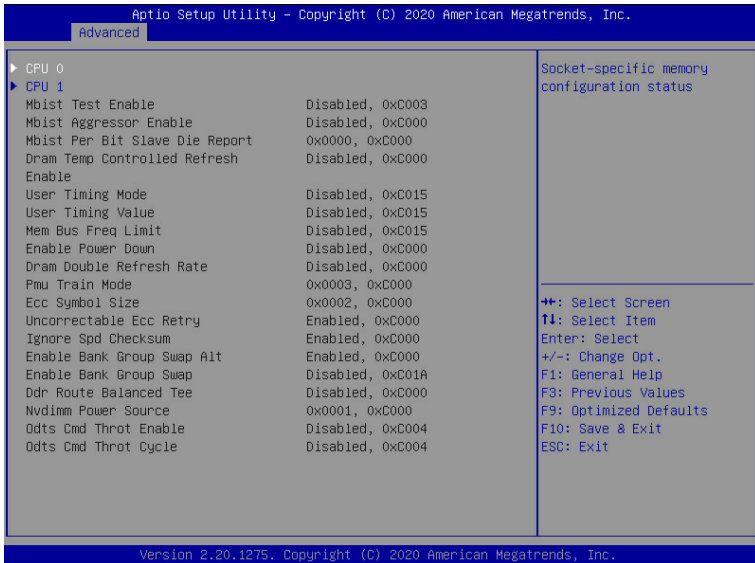 Aptio Setup Utility – Copyright (C) 2020 American Megatrends, Inc.
Advanced
CPU 0
CPU 1
Mbist Test Enable Disabled, 0xC003
Mbist Aggressor Enable Disabled, 0xC000
Mbist Per Bit Slave Die Report 0x0000, 0xC000
Dram Temp Controlled Refresh Disabled, 0xC000
Enable
User Timing Mode Disabled, 0xC015
User Timing Value Disabled, 0xC015
Mem Bus Freq Limit Disabled, 0xC015
Enable Power Down Disabled, 0xC000
Dram Double Refresh Rate Disabled, 0xC000
Pmu Train Mode 0x0003, 0xC000
Ecc Symbol Size 0x0002, 0xC000
Uncorrectable Ecc Retry Enabled, 0xC000
Ignore Spd Checksum Enabled, 0xC000
Enable Bank Group Swap Alt Enabled, 0xC000
Enable Bank Group Swap Disabled, 0xC01A
Ddr Route Balanced Tee Disabled, 0xC000
Nvdimm Power Source 0x0001, 0xC000
Odts Cmd Throt Enable Disabled, 0xC004
Odts Cmd Throt Cycle Disabled, 0xC004
Socket-specific memory
configuration status
→←: Select Screen
↑↓: Select Item
Enter: Select
+/-: Change Opt.
F1: General Help
F3: Previous Values
F9: Optimized Defaults
F10: Save & Exit
ESC: Exit
Version 2.20.1275. Copyright (C) 2020 American Megatrends, Inc.